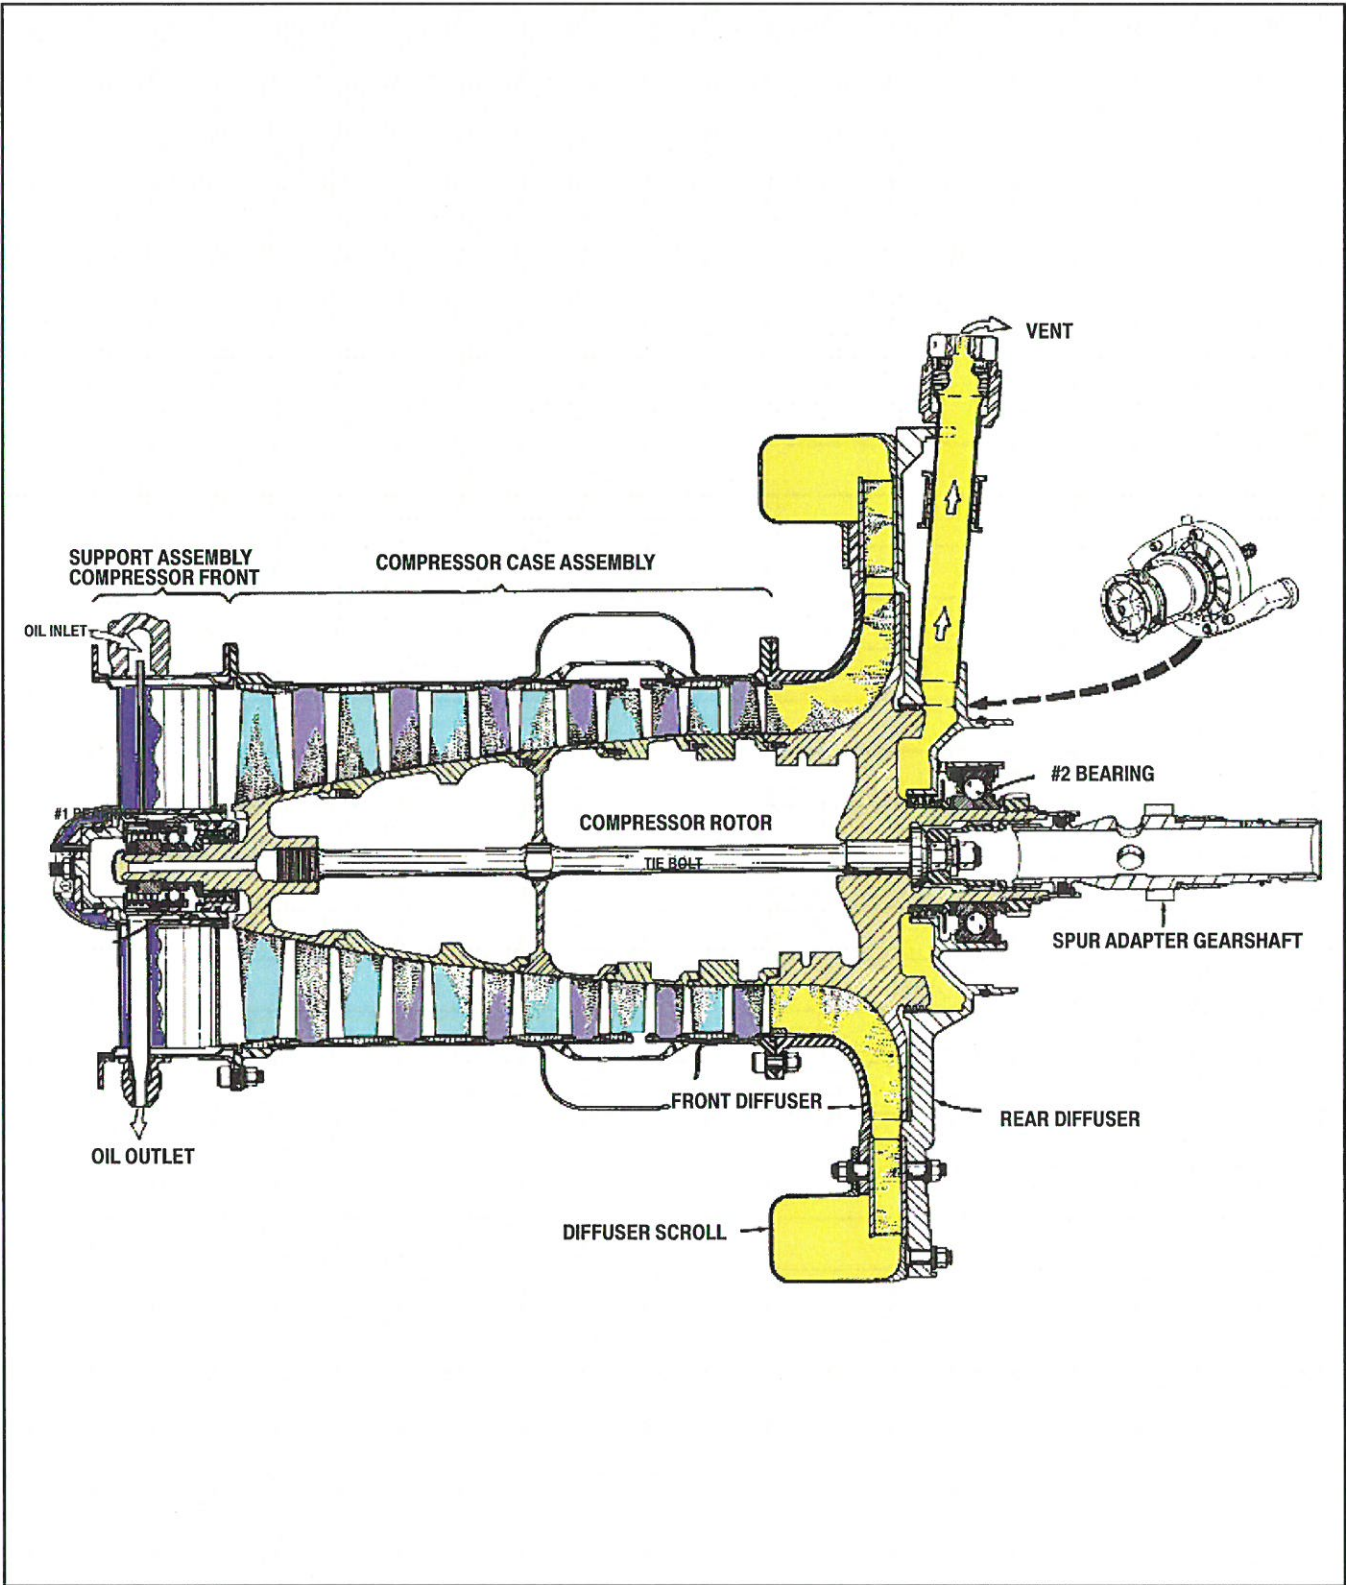 VENT
SUPPORT ASSEMBLY
COMPRESSOR FRONT
COMPRESSOR CASE ASSEMBLY
OIL INLET
#1
#2 BEARING
COMPRESSOR ROTOR
TIE BOLT
SPUR ADAPTER GEARSHAFT
FRONT DIFFUSER
REAR DIFFUSER
OIL OUTLET
DIFFUSER SCROLL